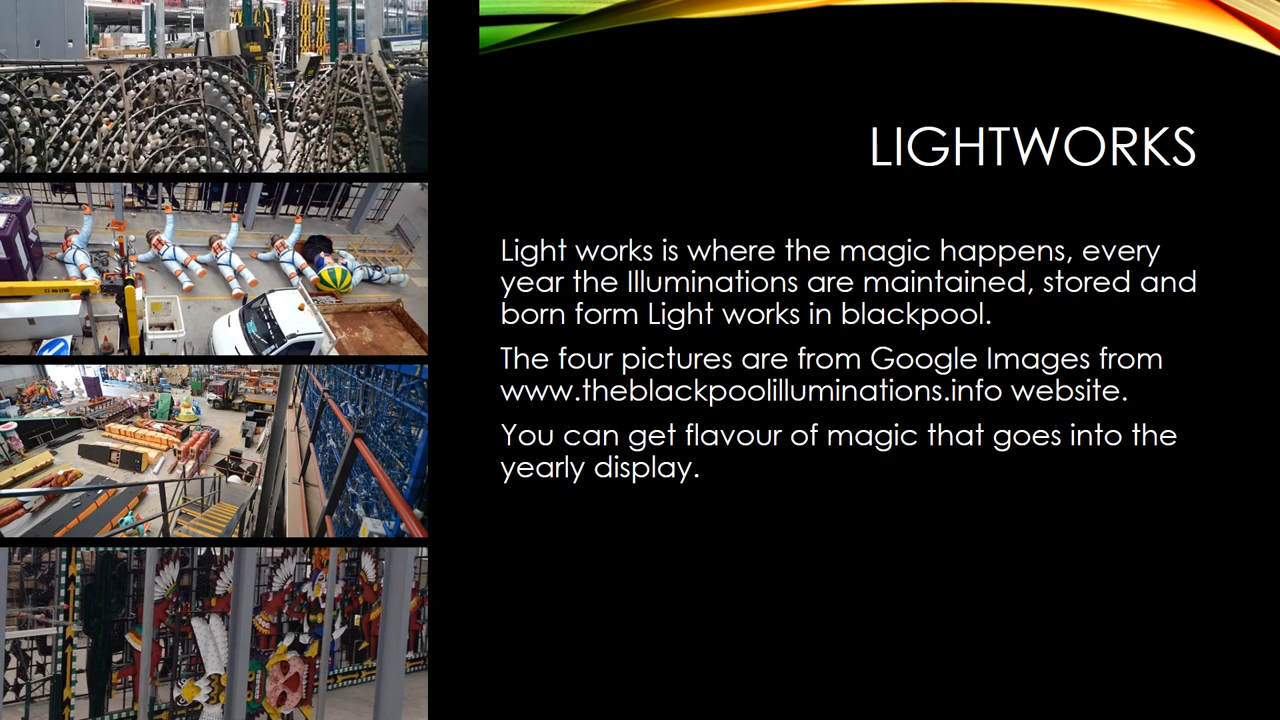 LIGHTWORKS
Light works is where the magic happens, every
year the Illuminations are maintained, stored and
born form Light works in blackpool.
The four pictures are from Google Images from
www.theblackpoolilluminations.info website.
You can get flavour of magic that goes into the
yearly display.